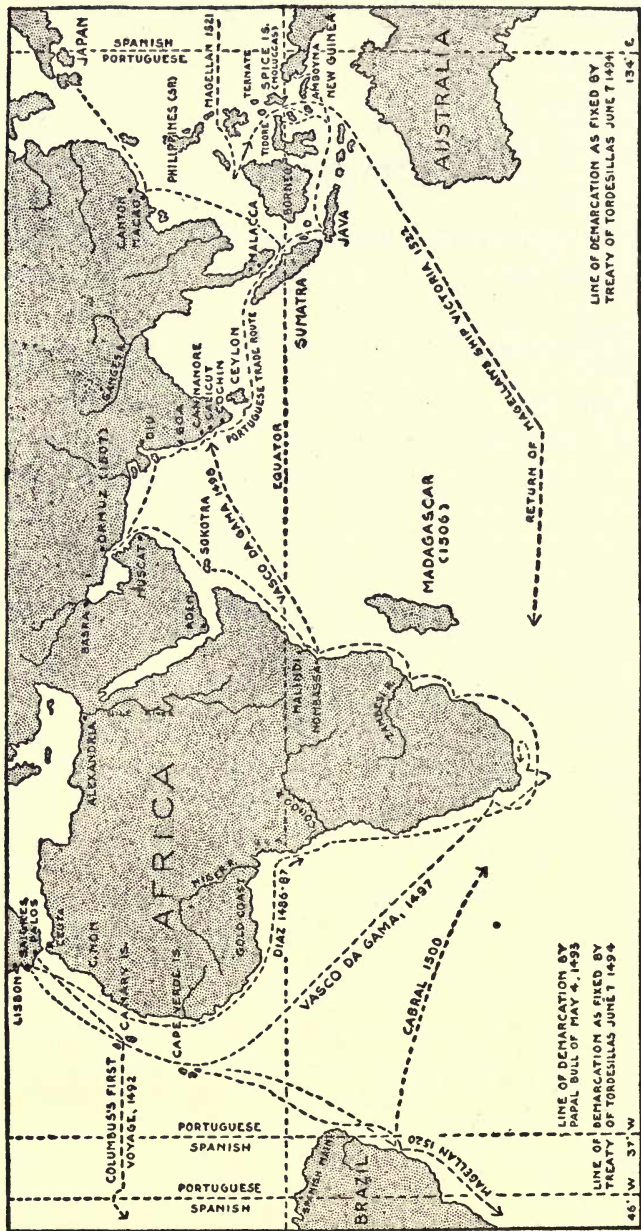 JAPAN
SPANISH
PORTUGUESE
MAGELLAN 1521
PHILIPPINES (SP.)
TERNATE
SPICE IS.
(MOLUCCAS)
TIDORE
AMBOYNA
NEW GUINEA
BORNEO
CANTON
MACAO
MALACCA
JAVA
SUMATRA
AUSTRALIA
134° E.
LINE OF DEMARCATION AS FIXED BY
TREATY OF TORDESILLAS JUNE 7 1494
GANGES R.
DIU
GOA
CANNANORE
CALICUT
COCHIN
CEYLON
PORTUGUESE TRADE ROUTE
ORMUZ (1507)
BASRA
MUSCAT
ADEN
SOKOTRA
VASCO DA GAMA 1498
EQUATOR
RETURN OF MAGELLAN'S SHIP VICTORIA 1522
MADAGASCAR
(1506)
ALEXANDRIA
AFRICA
MALINDI
MOMBASSA
ZAMBESI R.
CONGO R.
NIGER R.
GOLD COAST
DIAZ 1486-87
LISBON
SAGRES
PALOS
CEUTA
C. NON
CANARY IS.
CAPE VERDE IS.
COLUMBUS'S FIRST
VOYAGE, 1492
VASCO DA GAMA, 1497
CABRAL 1500
PORTUGUESE
SPANISH
PORTUGUESE
SPANISH
SPANISH MAIN
BRAZIL
MAGELLAN 1520
LINE OF DEMARCATION BY
PAPAL BULL OF MAY 4, 1493
LINE OF DEMARCATION AS FIXED BY
TREATY OF TORDESILLAS JUNE 7 1494
46° W
37° W